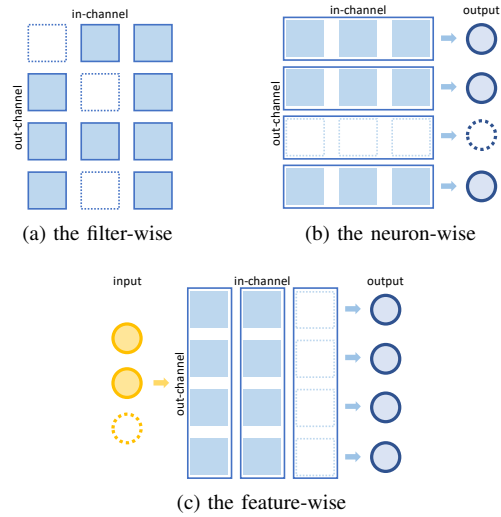 in-channel
out-channel
(a) the filter-wise
in-channel
output
out-channel
(b) the neuron-wise
input
in-channel
output
out-channel
(c) the feature-wise